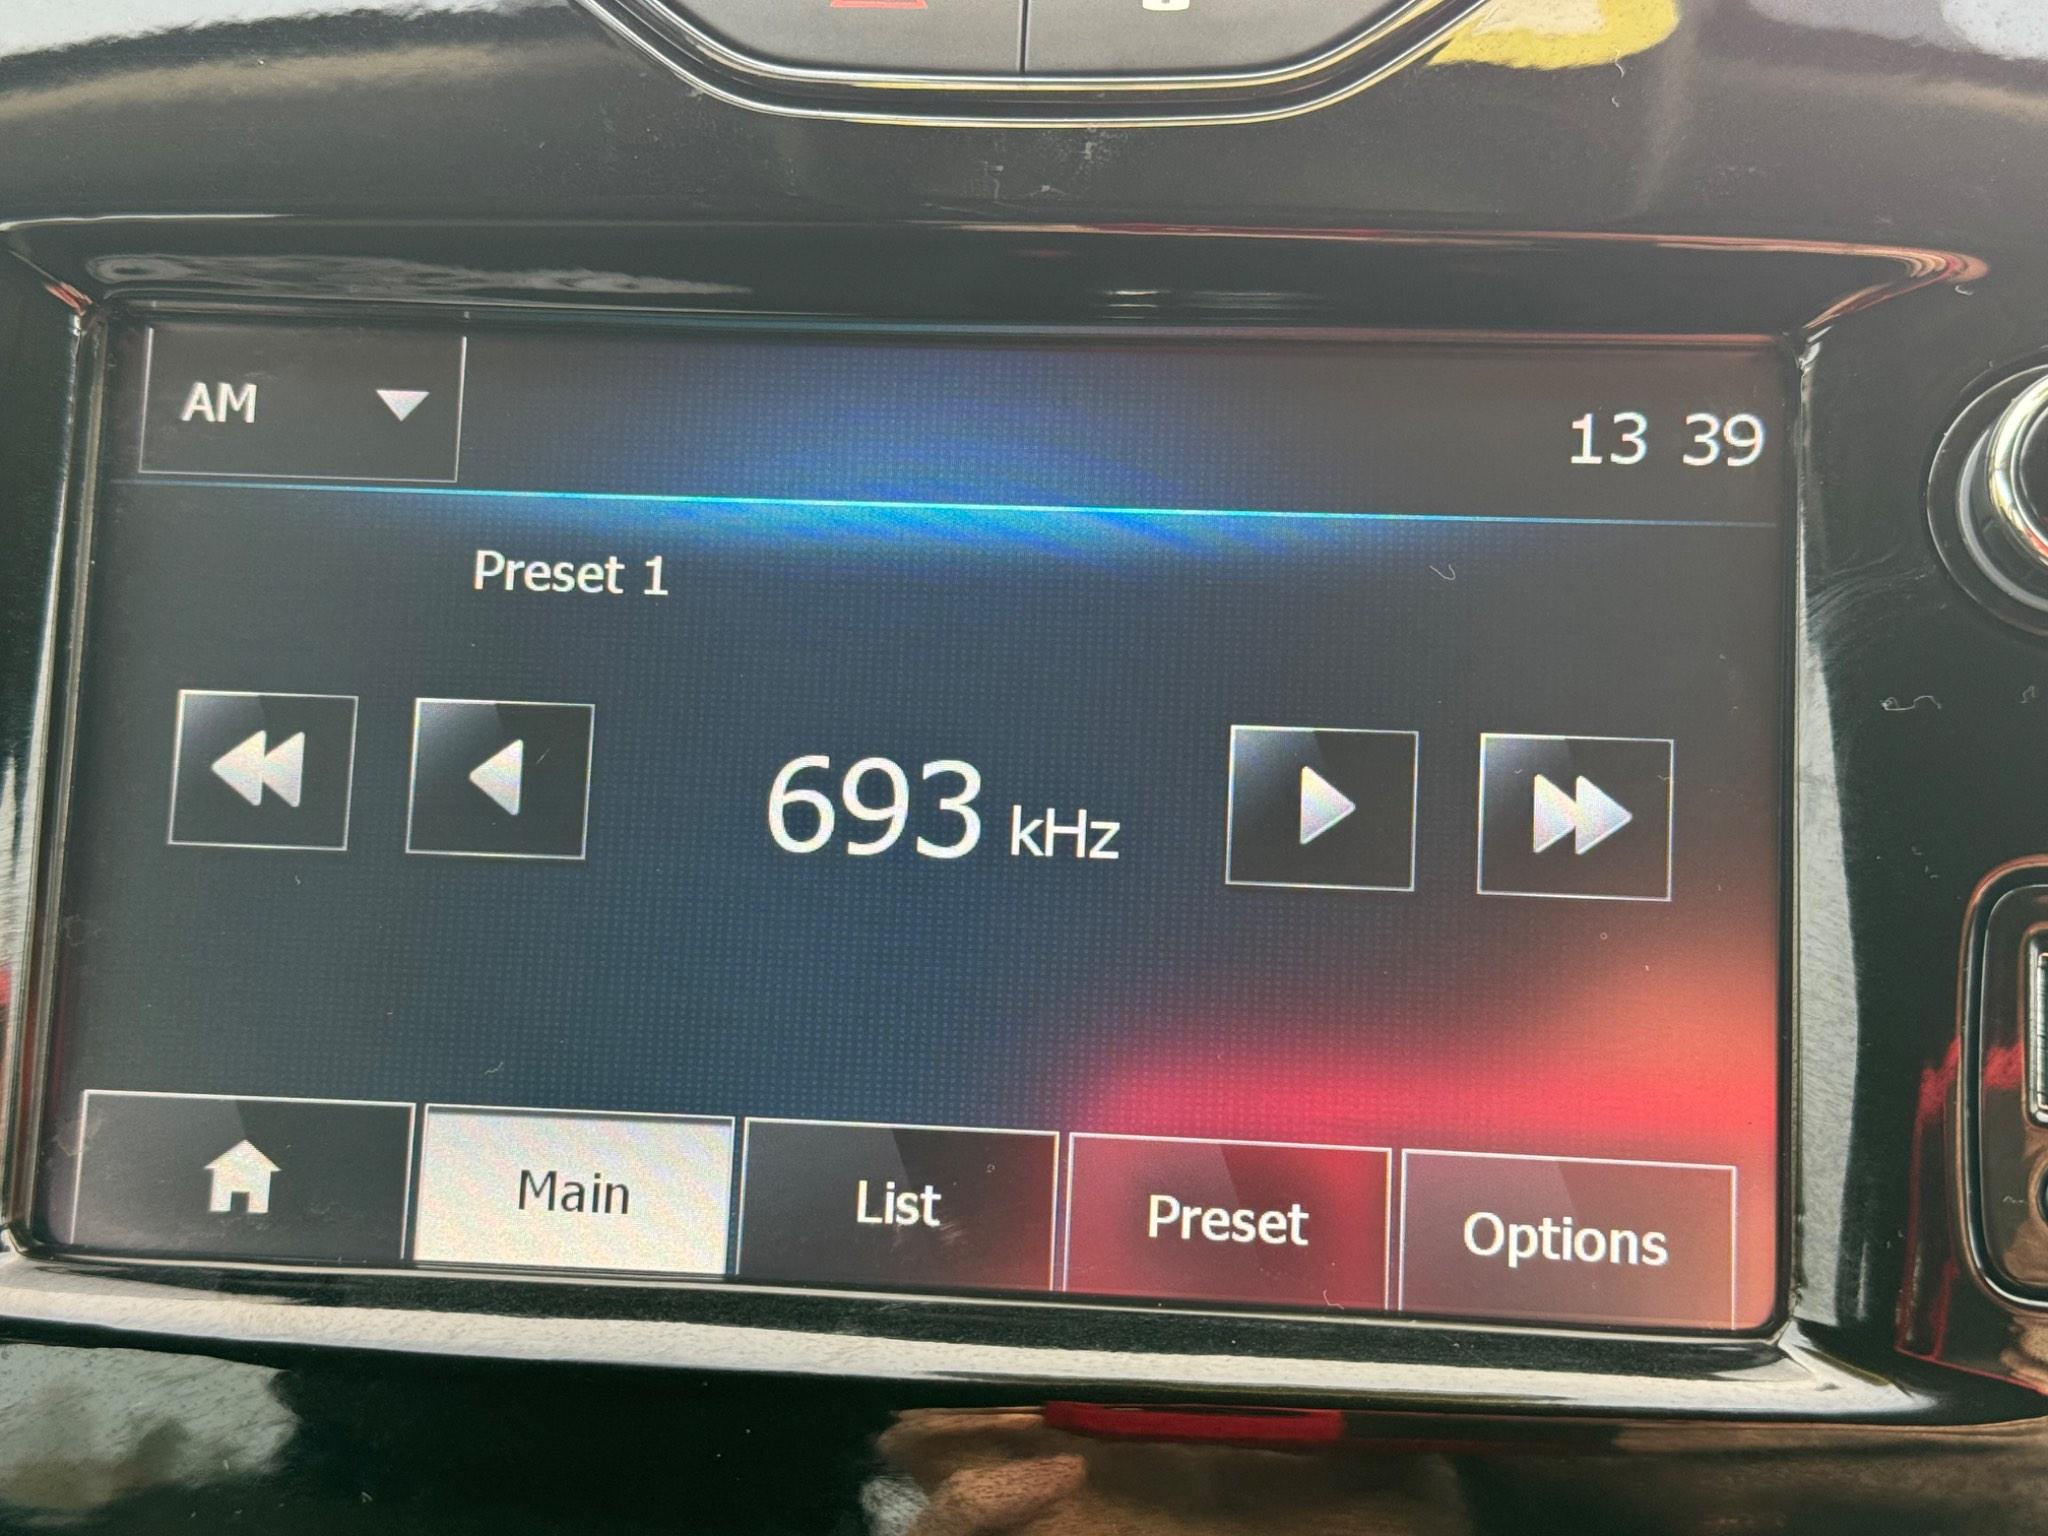 AM
13 39
Preset 1
693 kHz
Main
List
Preset
Options